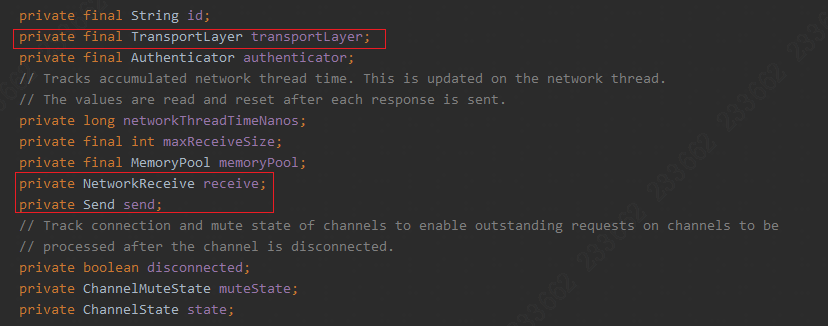 private final String id;
private final TransportLayer transportLayer;
private final Authenticator authenticator;
// Tracks accumulated network thread time. This is updated on the network thread.
// The values are read and reset after each response is sent.
private long networkThreadTimeNanos;
private final int maxReceiveSize;
private final MemoryPool memoryPool;
private NetworkReceive receive;
private Send send;
// Track connection and mute state of channels to enable outstanding requests on channels to be
// processed after the channel is disconnected.
private boolean disconnected;
private ChannelMuteState muteState;
private ChannelState state;